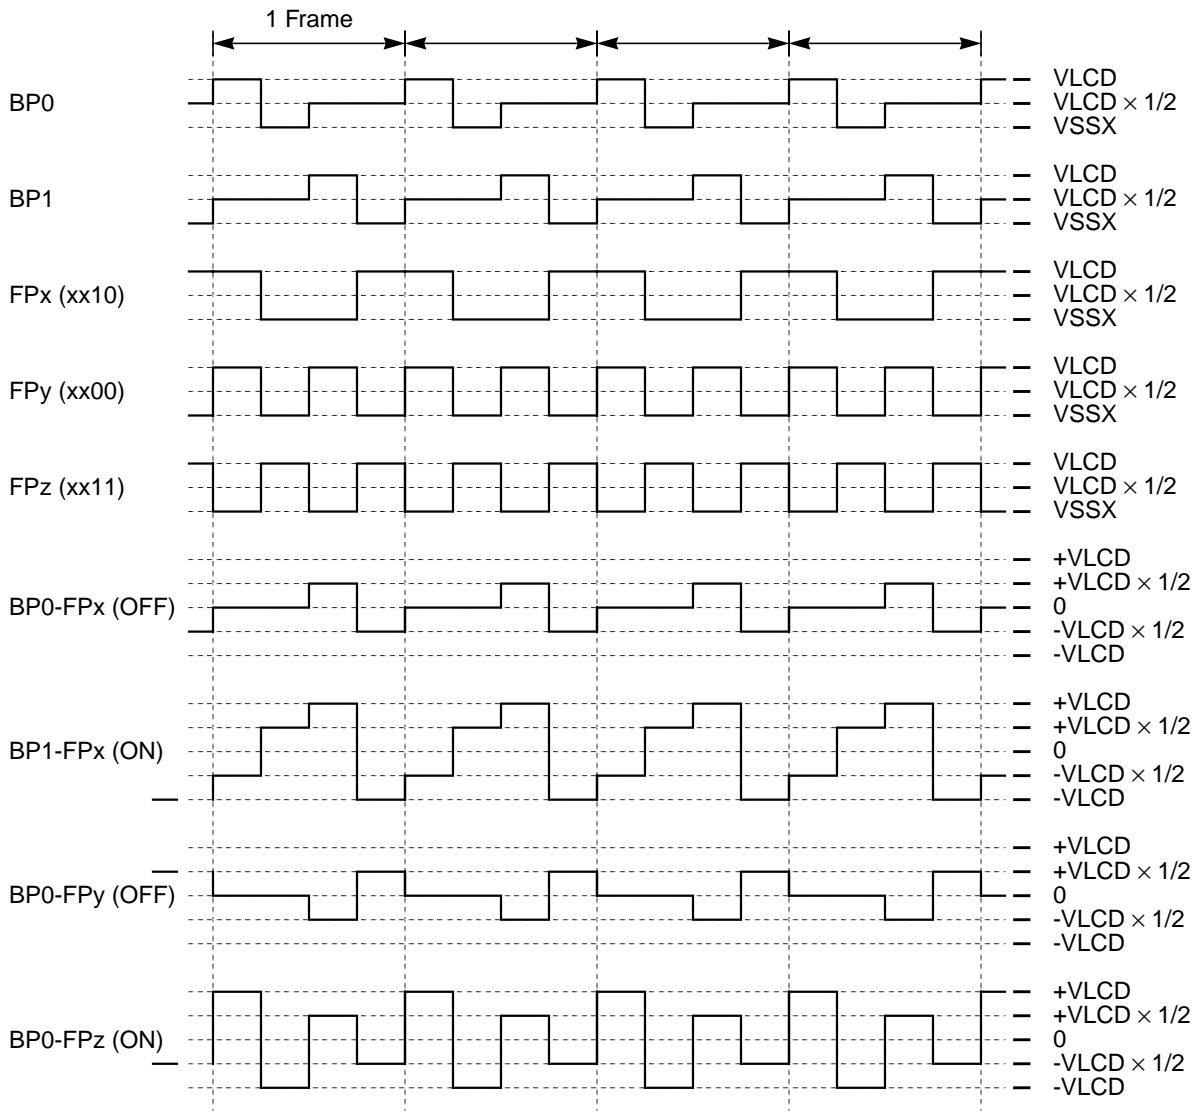 1 Frame
BP0
VLCD
VLCD × 1/2
VSSX
BP1
VLCD
VLCD × 1/2
VSSX
FPx (xx10)
VLCD
VLCD × 1/2
VSSX
FPy (xx00)
VLCD
VLCD × 1/2
VSSX
FPz (xx11)
VLCD
VLCD × 1/2
VSSX
BP0-FPx (OFF)
+VLCD
+VLCD × 1/2
0
-VLCD × 1/2
-VLCD
BP1-FPx (ON)
+VLCD
+VLCD × 1/2
0
-VLCD × 1/2
-VLCD
BP0-FPy (OFF)
+VLCD
+VLCD × 1/2
0
-VLCD × 1/2
-VLCD
BP0-FPz (ON)
+VLCD
+VLCD × 1/2
0
-VLCD × 1/2
-VLCD